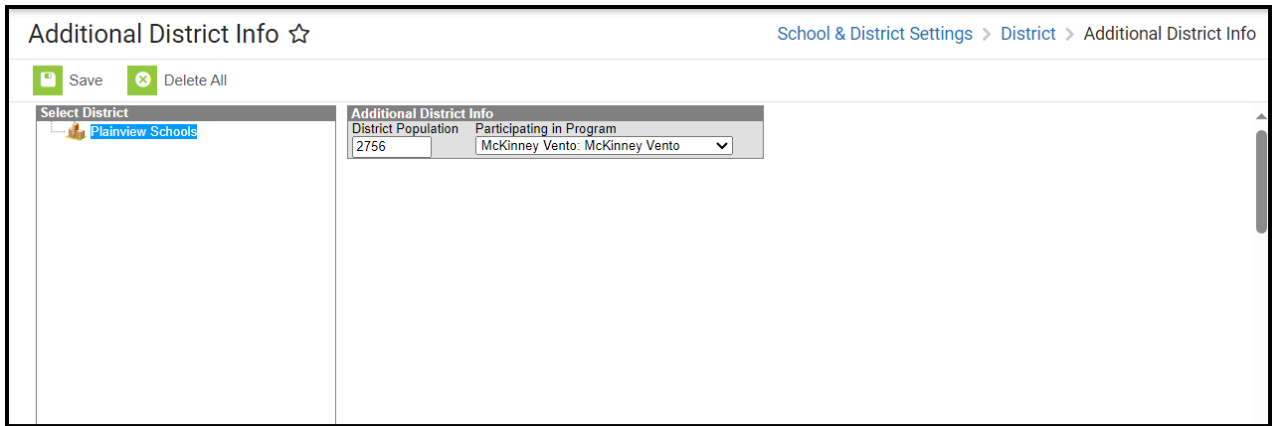 Additional District Info
School & District Settings > District > Additional District Info
Save Delete All
Select District
Plainview Schools
Additional District Info
District Population Participating in Program
2756 McKinney Vento: McKinney Vento